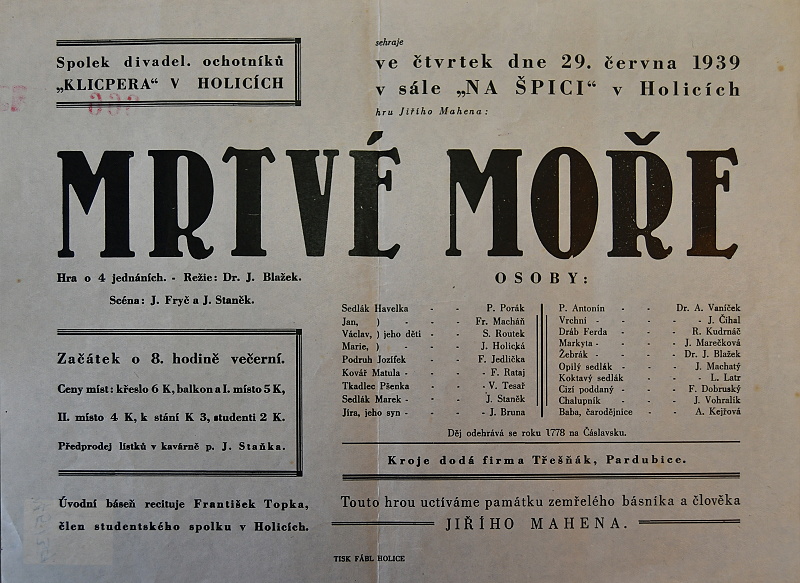 Spolek divadel. ochotníků
„KLICPERA" V HOLICÍCH
sehraje
ve čtvrtek dne 29. června 1939
v sále „NA ŠPICI" v Holicích
hru Jiřího Mahena:
MRTVÉ MOŘE
Hra o 4 jednáních. - Režie: Dr. J. Blažek.
Scéna: J. Fryč a J. Staněk.
Začátek o 8. hodině večerní.
Ceny míst: křeslo 6 K, balkon a I. místo 5 K,
II. místo 4 K, k stání K 3, studenti 2 K.
Předprodej lístků v kavárně p. J. Staňka.
Úvodní báseň recituje František Topka,
člen studentského spolku v Holicích.
OSOBY:
Sedlák Havelka - - P. Porák
Jan, ) - - Fr. Macháň
Václav, ) jeho děti - - S. Routek
Marie, ) - - J. Holická
Podruh Jozífek - - F. Jedlička
Kovář Matula - - - F. Rataj
Tkadlec Pšenka - - V. Tesař
Sedlák Marek - - - J. Staněk
Jíra, jeho syn - - - J. Bruna
P. Antonín - - Dr. A. Vaníček
Vrchní - - - - J. Číhal
Dráb Ferda - - R. Kudrnáč
Markyta - - - J. Marečková
Žebrák - - - Dr. J. Blažek
Opilý sedlák - - J. Machatý
Koktavý sedlák - - L. Latr
Cizí poddaný - - F. Dobruský
Chalupník - - J. Vohralík
Baba, čarodějnice - - A. Kejřová
Děj odehrává se roku 1778 na Čáslavsku.
Kroje dodá firma Třešňák, Pardubice.
Touto hrou uctíváme památku zemřelého básníka a člověka
JIŘÍHO MAHENA.
TISK FÁBL HOLICE